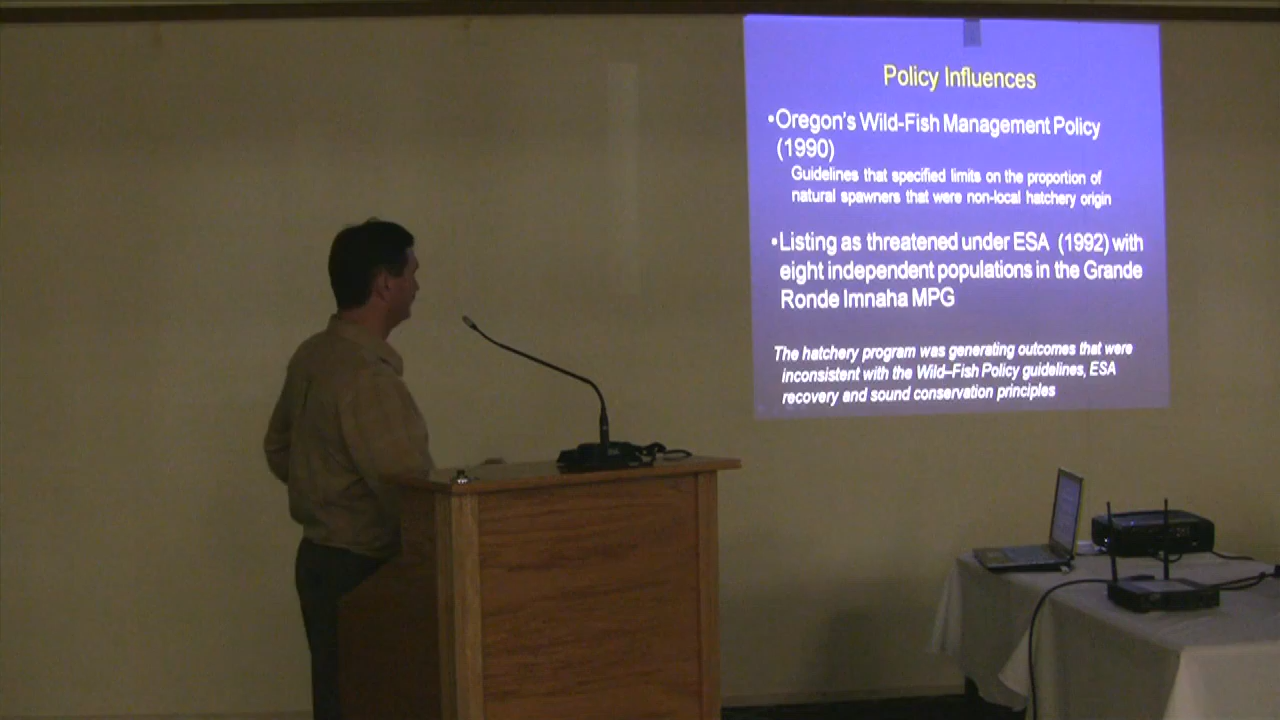 Policy Influences
•Oregon's Wild-Fish Management Policy
(1990)
Guidelines that specified limits on the proportion of
natural spawners that were non-local hatchery origin
•Listing as threatened under ESA (1992) with
eight independent populations in the Grande
Ronde Imnaha MPG
The hatchery program was generating outcomes that were
inconsistent with the Wild–Fish Policy guidelines, ESA
recovery and sound conservation principles